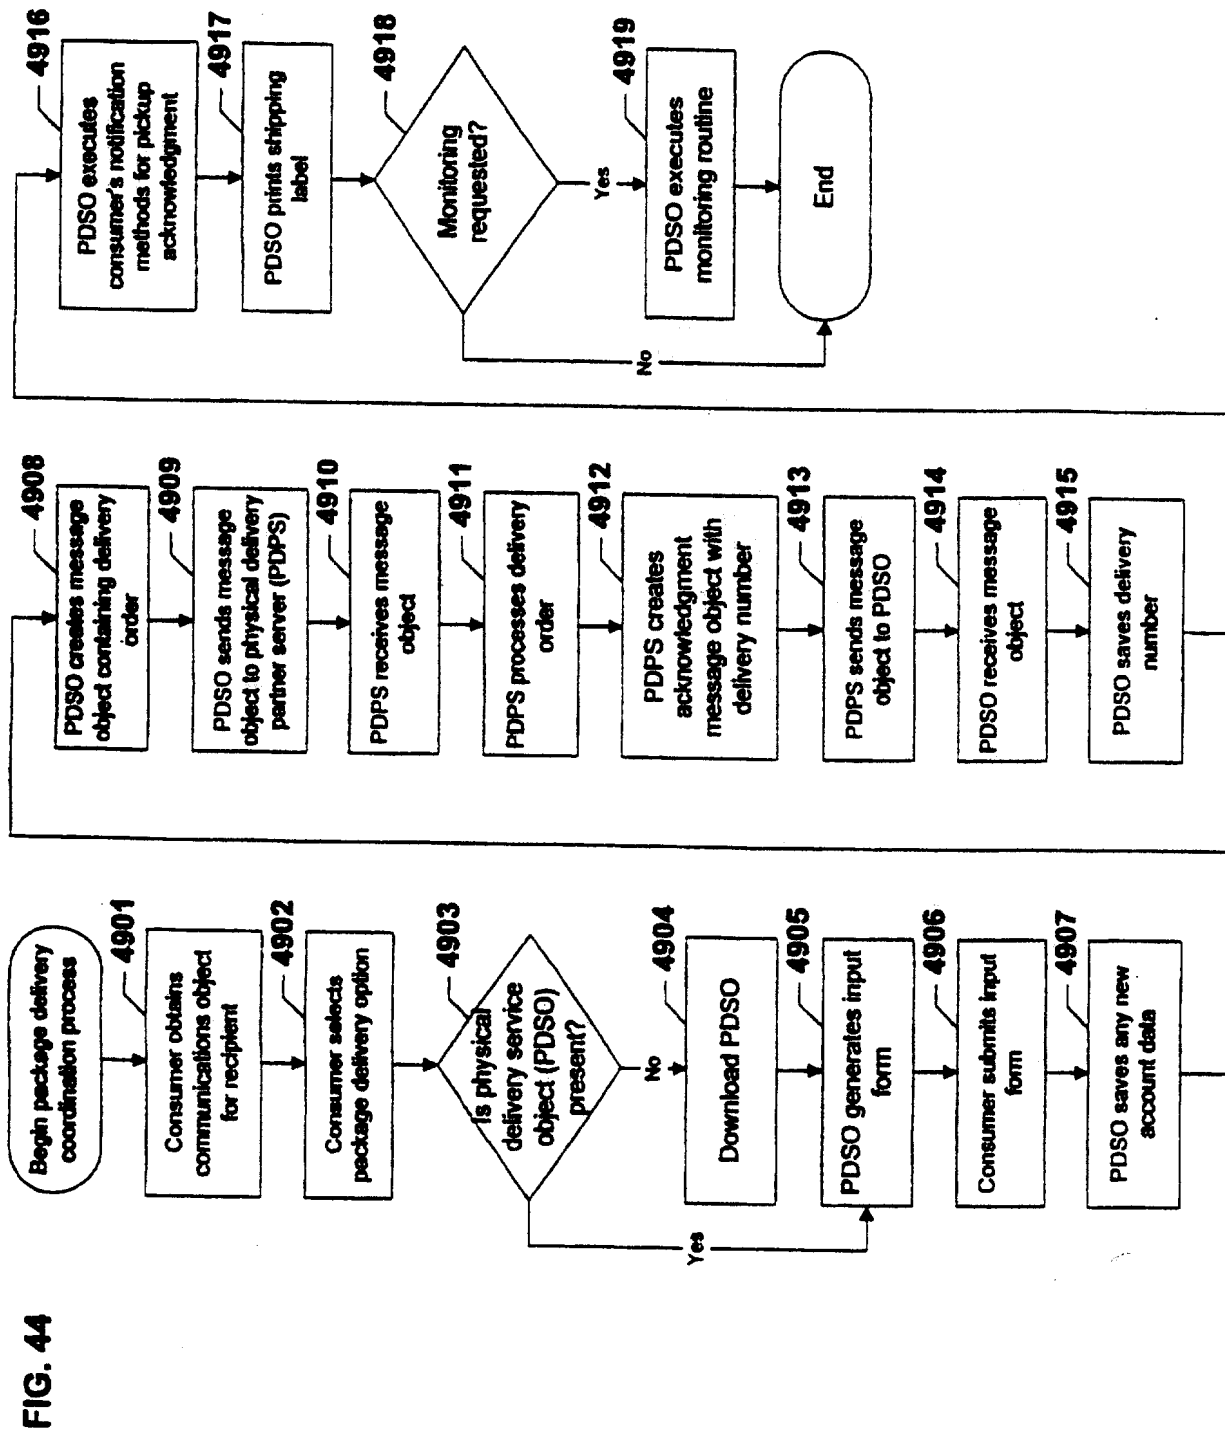 FIG. 44
Begin package delivery
coordination process
4901
Consumer obtains
communications object
for recipient
4902
Consumer selects
package delivery option
4903
Is physical
delivery service
object (PDSO)
present?
No
Yes
4904
Download PDSO
4905
PDSO generates input
form
4906
Consumer submits input
form
4907
PDSO saves any new
account data
4908
PDSO creates message
object containing delivery
order
4909
PDSO sends message
object to physical delivery
partner server (PDPS)
4910
PDPS receives message
object
4911
PDPS processes delivery
order
4912
PDPS creates
acknowledgment
message object with
delivery number
4913
PDPS sends message
object to PDSO
4914
PDSO receives message
object
4915
PDSO saves delivery
number
4916
PDSO executes
consumer's notification
methods for pickup
acknowledgment
4917
PDSO prints shipping
label
4918
Monitoring
requested?
Yes
No
4919
PDSO executes
monitoring routine
End